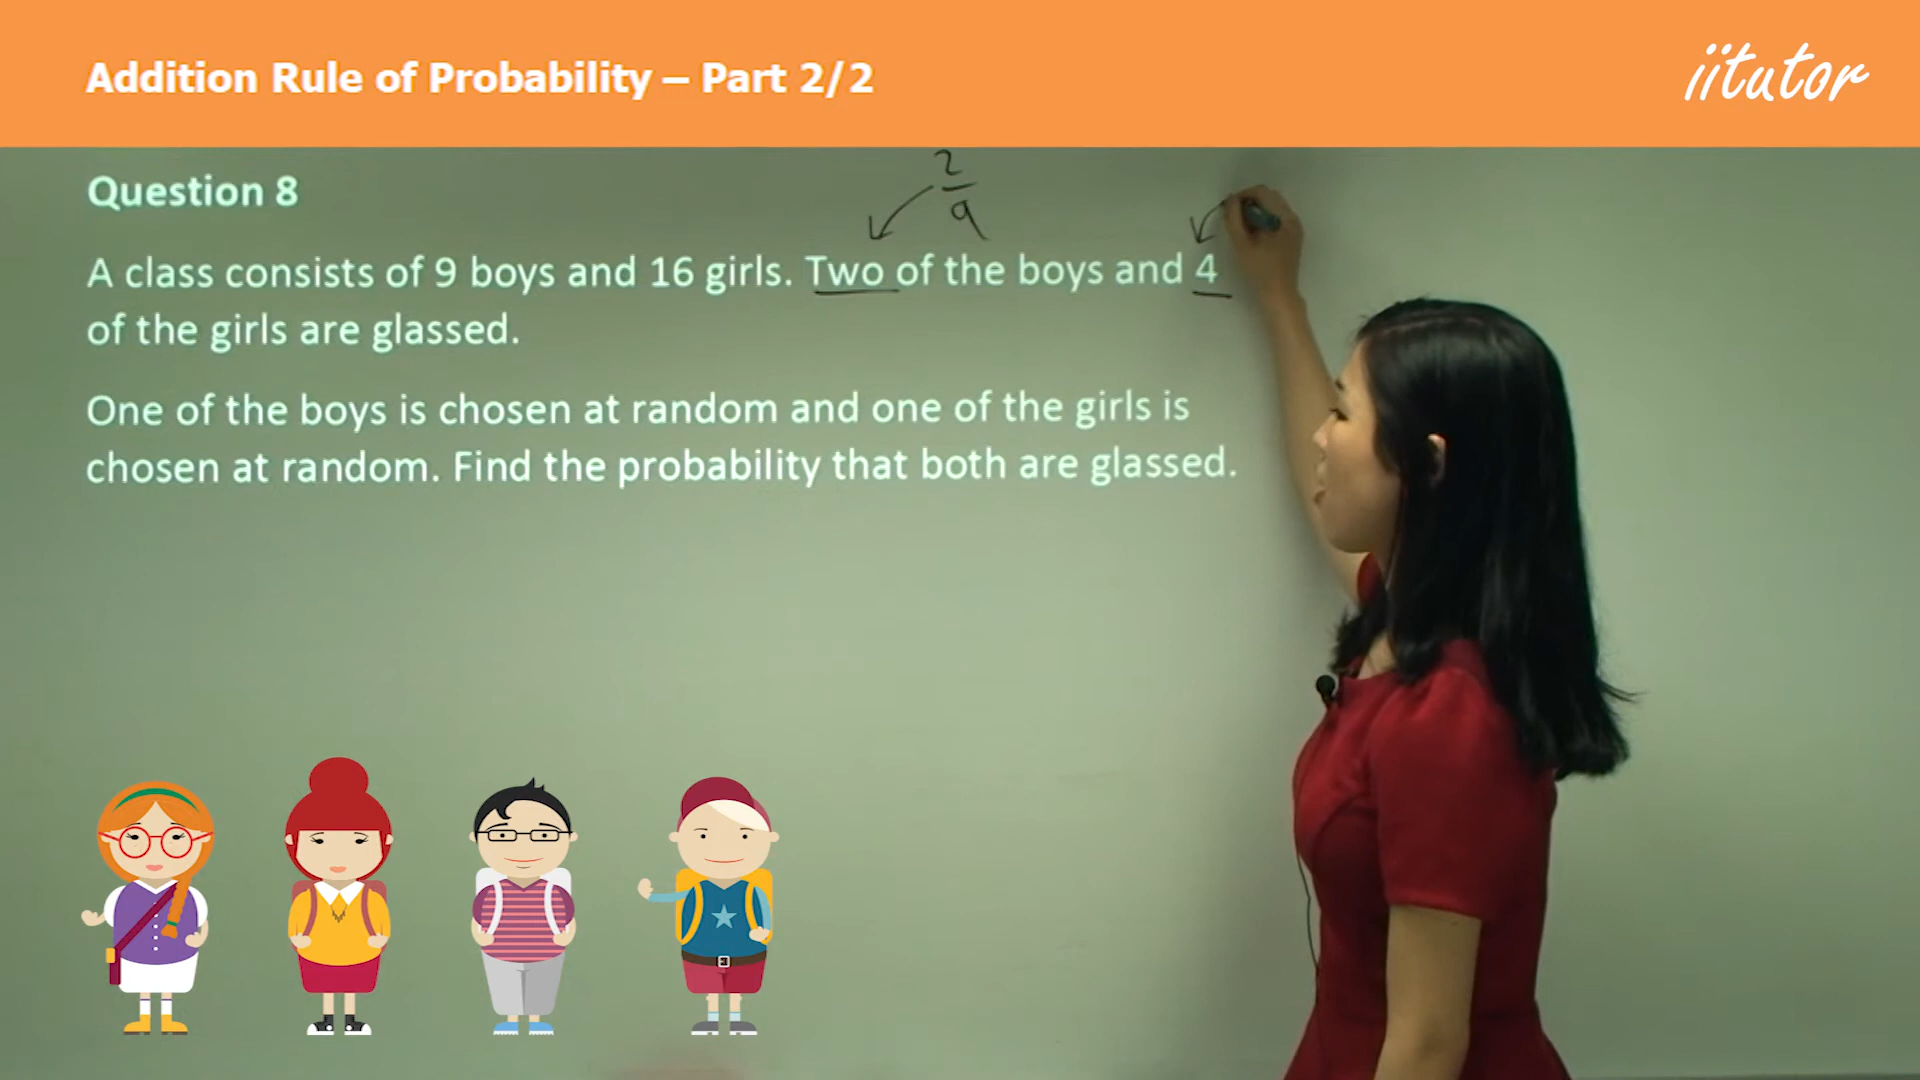 Addition Rule of Probability – Part 2/2
iitutor
Question 8
2
9
A class consists of 9 boys and 16 girls. Two of the boys and 4
of the girls are glassed.
One of the boys is chosen at random and one of the girls is
chosen at random. Find the probability that both are glassed.